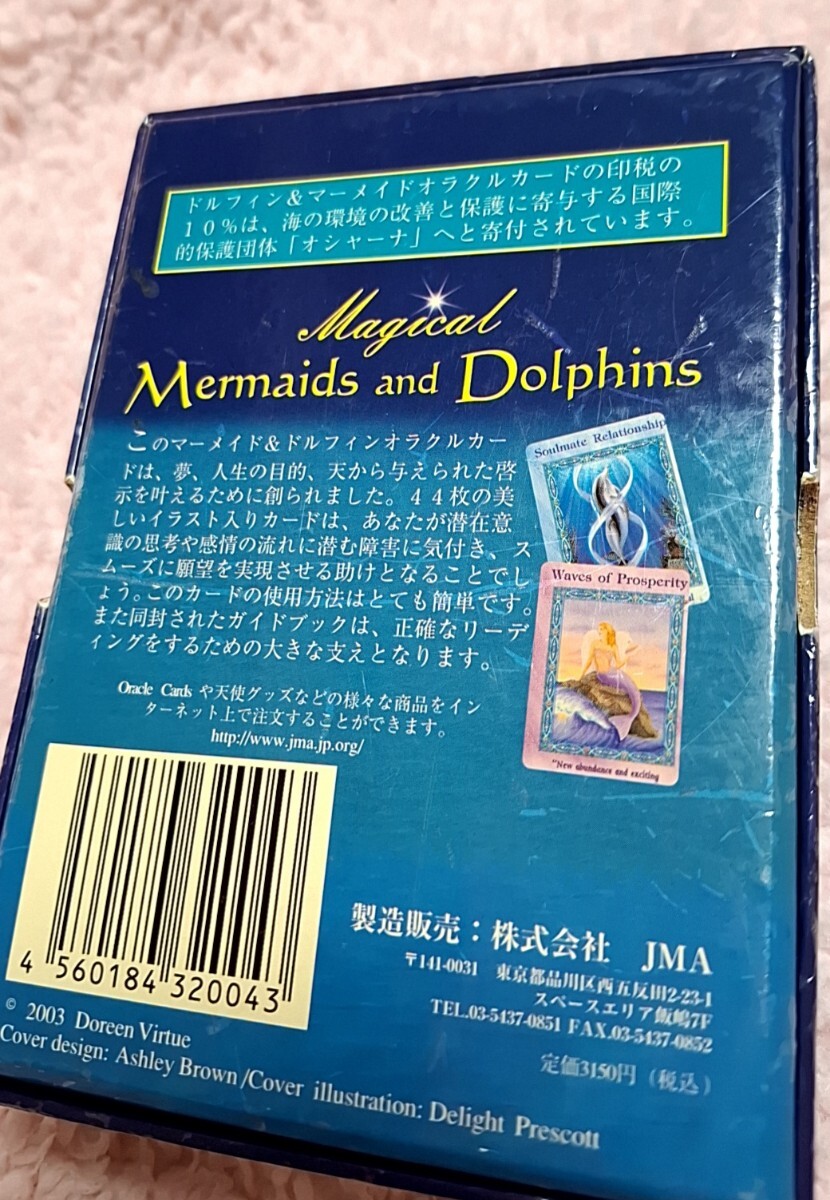 ドルフィン＆マーメイドオラクルカードの印税の
１０％は、海の環境の改善と保護に寄与する国際
的保護団体「オシャーナ」へと寄付されています。
Magical
Mermaids and Dolphins
このマーメイド＆ドルフィンオラクルカー
ドは、夢、人生の目的、天から与えられた啓
示を叶えるために創られました。４４枚の美
しいイラスト入りカードは、あなたが潜在意
識の思考や感情の流れに潜む障害に気付き、ス
ムーズに願望を実現させる助けとなることでし
ょう。このカードの使用方法はとても簡単です。
また同封されたガイドブックは、正確なリーデ
ィングをするための大きな支えとなります。
Soulmate Relationship
Waves of Prosperity
"New abundance and exciting
Oracle Cards や天使グッズなどの様々な商品をイン
ターネット上で注文することができます。
http://www.jma.jp.org/
4 560184 320043
製造販売：株式会社 JMA
〒141-0031 東京都品川区西五反田2-23-1
スペースエリア飯嶋7F
TEL.03-5437-0851 FAX.03-5437-0852
定価3150円（税込）
© 2003 Doreen Virtue
Cover design: Ashley Brown /Cover illustration: Delight Prescott